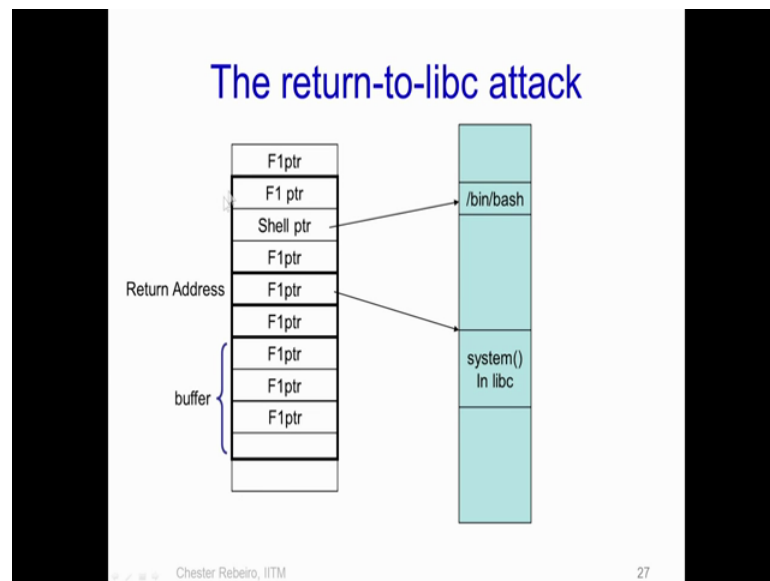 The return-to-libc attack
F1ptr
F1 ptr
Shell ptr
F1ptr
Return Address
F1ptr
F1ptr
buffer
F1ptr
F1ptr
F1ptr
/bin/bash
system()
In libc
Chester Rebeiro, IITM
27